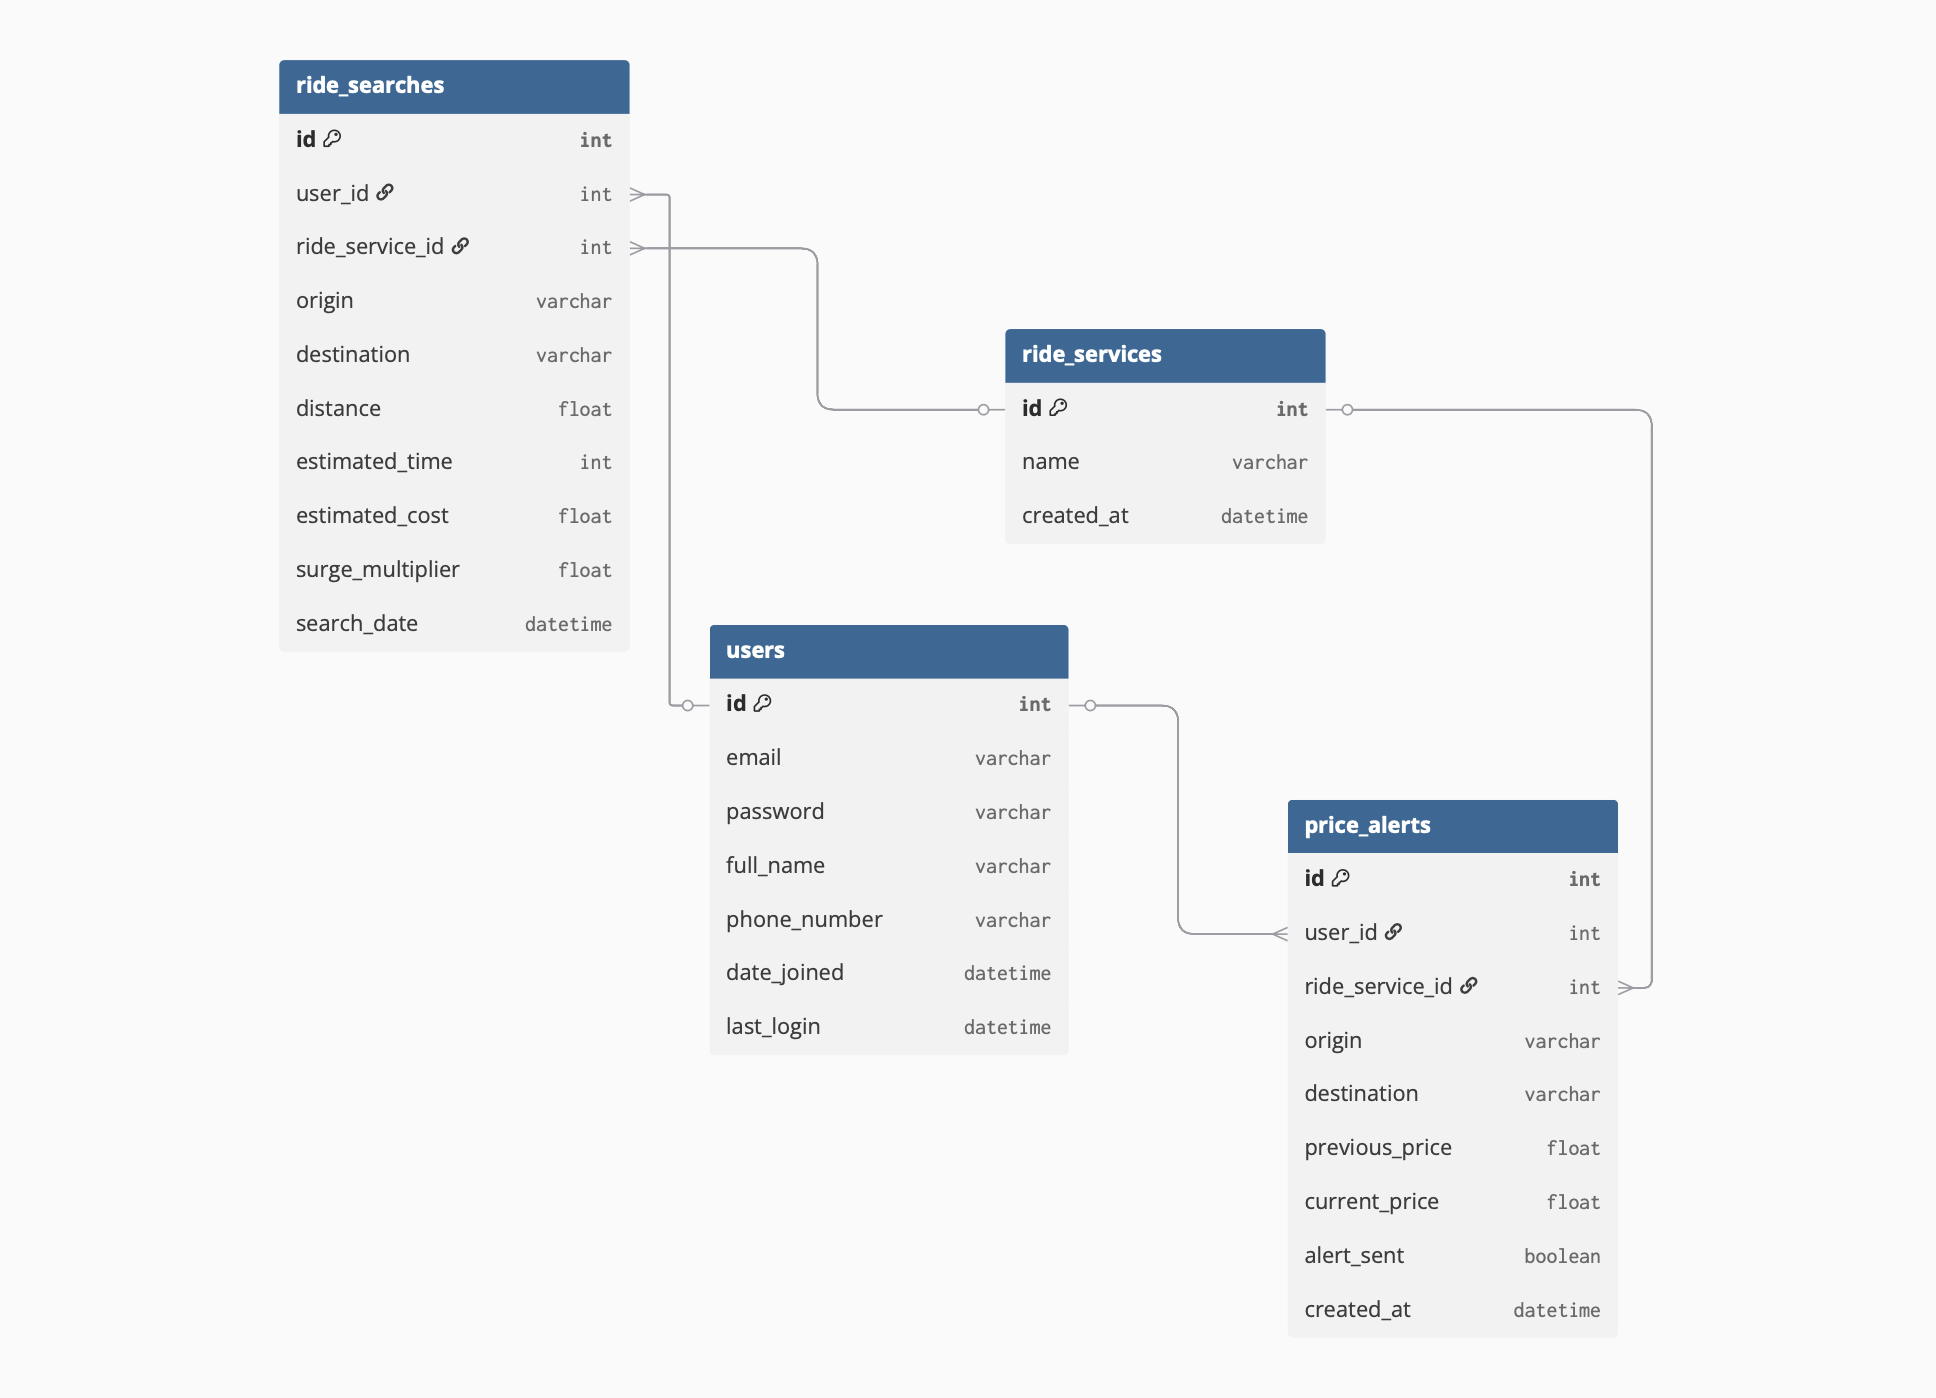 ride_searches
id int
user_id int
ride_service_id int
origin varchar
destination varchar
distance float
estimated_time int
estimated_cost float
surge_multiplier float
search_date datetime
ride_services
id int
name varchar
created_at datetime
users
id int
email varchar
password varchar
full_name varchar
phone_number varchar
date_joined datetime
last_login datetime
price_alerts
id int
user_id int
ride_service_id int
origin varchar
destination varchar
previous_price float
current_price float
alert_sent boolean
created_at datetime